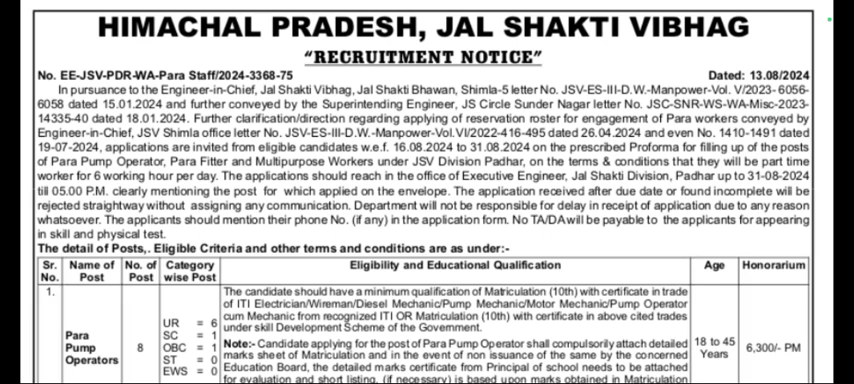 HIMACHAL PRADESH, JAL SHAKTI VIBHAG
"RECRUITMENT NOTICE"
No. EE-JSV-PDR-WA-Para Staff/2024-3368-75 Dated: 13.08/2024
In pursuance to the Engineer-in-Chief, Jal Shakti Vibhag, Jal Shakti Bhawan, Shimla-5 letter No. JSV-ES-III-D.W.-Manpower-Vol. V/2023- 6056-
6058 dated 15.01.2024 and further conveyed by the Superintending Engineer, JS Circle Sunder Nagar letter No. JSC-SNR-WS-WA-Misc-2023-
14335-40 dated 18.01.2024. Further clarification/direction regarding applying of reservation roster for engagement of Para workers conveyed by
Engineer-in-Chief, JSV Shimla office letter No. JSV-ES-III-D.W.-Manpower-Vol.VI/2022-416-495 dated 26.04.2024 and even No. 1410-1491 dated
19-07-2024, applications are invited from eligible candidates w.e.f. 16.08.2024 to 31.08.2024 on the prescribed Proforma for filling up of the posts
of Para Pump Operator, Para Fitter and Multipurpose Workers under JSV Division Padhar, on the terms & conditions that they will be part time
worker for 6 working hour per day. The applications should reach in the office of Executive Engineer, Jal Shakti Division, Padhar up to 31-08-2024
till 05.00 P.M. clearly mentioning the post for which applied on the envelope. The application received after due date or found incomplete will be
rejected straightway without assigning any communication. Department will not be responsible for delay in receipt of application due to any reason
whatsoever. The applicants should mention their phone No. (if any) in the application form. No TA/DA will be payable to the applicants for appearing
in skill and physical test.
The detail of Posts,. Eligible Criteria and other terms and conditions are as under:-
Sr. No. Name of Post No. of Post Category wise Post Eligibility and Educational Qualification Age Honorarium
1. Para Pump Operators 8
UR = 6
SC = 1
OBC = 1
ST = 0
EWS = 0
The candidate should have a minimum qualification of Matriculation (10th) with certificate in trade
of ITI Electrician/Wireman/Diesel Mechanic/Pump Mechanic/Motor Mechanic/Pump Operator
cum Mechanic from recognized ITI OR Matriculation (10th) with certificate in above cited trades
under skill Development Scheme of the Government.
Note:- Candidate applying for the post of Para Pump Operator shall compulsorily attach detailed
marks sheet of Matriculation and in the event of non issuance of the same by the concerned
Education Board, the detailed marks certificate from Principal of school needs to be attached
for evaluation and short listing, (if necessary) is based upon marks obtained in Matriculation
18 to 45 Years
6,300/- PM